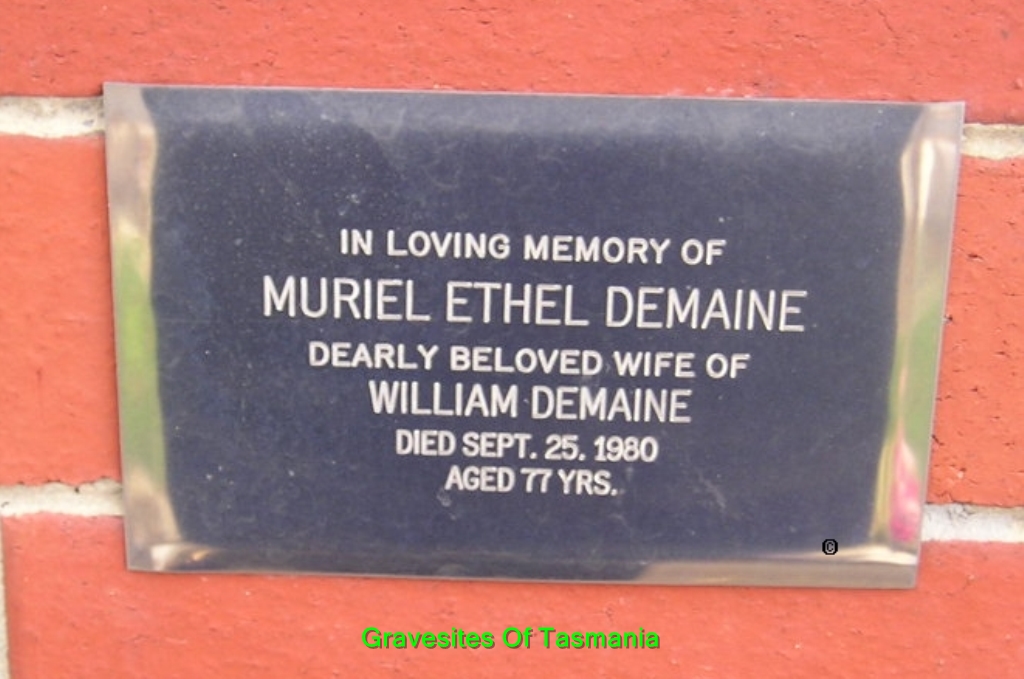 IN LOVING MEMORY OF
MURIEL ETHEL DEMAINE
DEARLY BELOVED WIFE OF
WILLIAM DEMAINE
DIED SEPT. 25. 1980
AGED 77 YRS.
©
Gravesites Of Tasmania